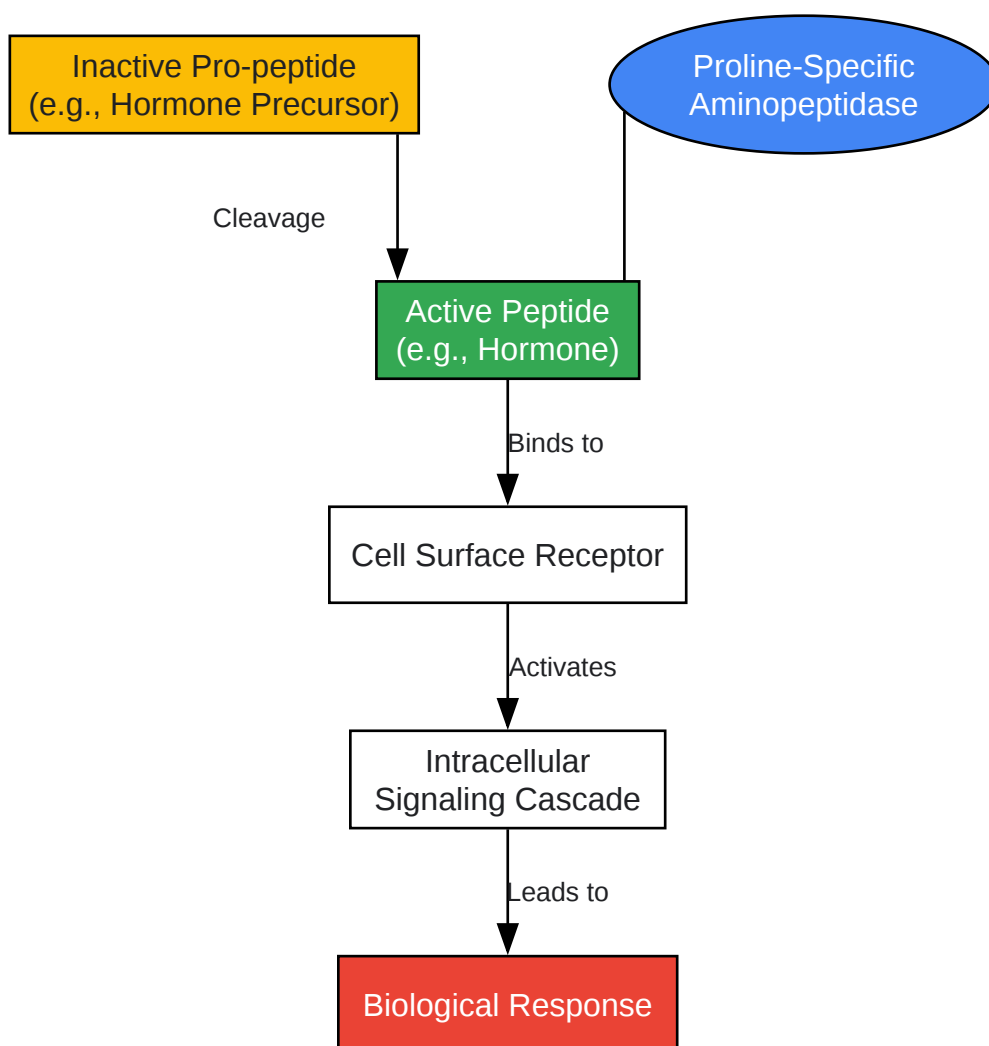 Inactive Pro-peptide
(e.g., Hormone Precursor)
Proline-Specific
Aminopeptidase
Cleavage
Active Peptide
(e.g., Hormone)
Binds to
Cell Surface Receptor
Activates
Intracellular
Signaling Cascade
Leads to
Biological Response